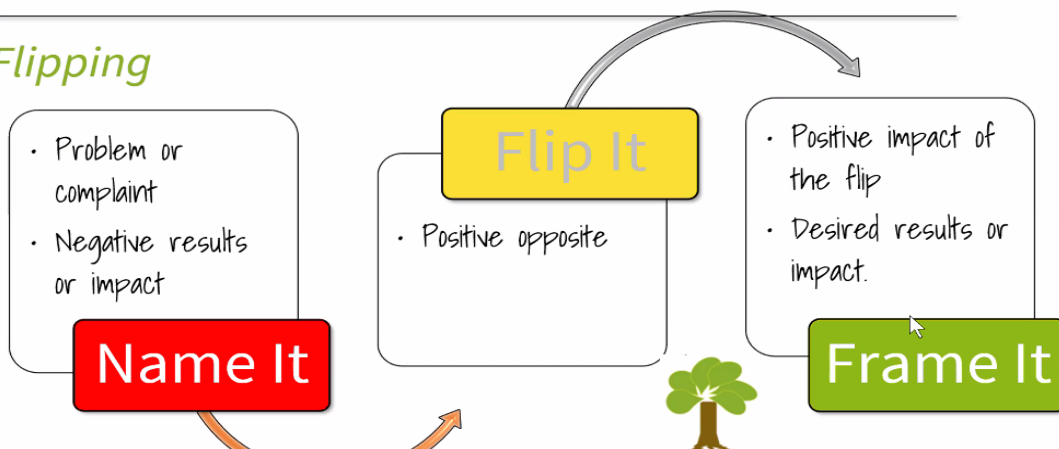 Flipping
• Problem or
complaint
• Negative results
or impact
Name It
Flip It
• Positive opposite
• Positive impact of
the flip
• Desired results or
impact.
Frame It